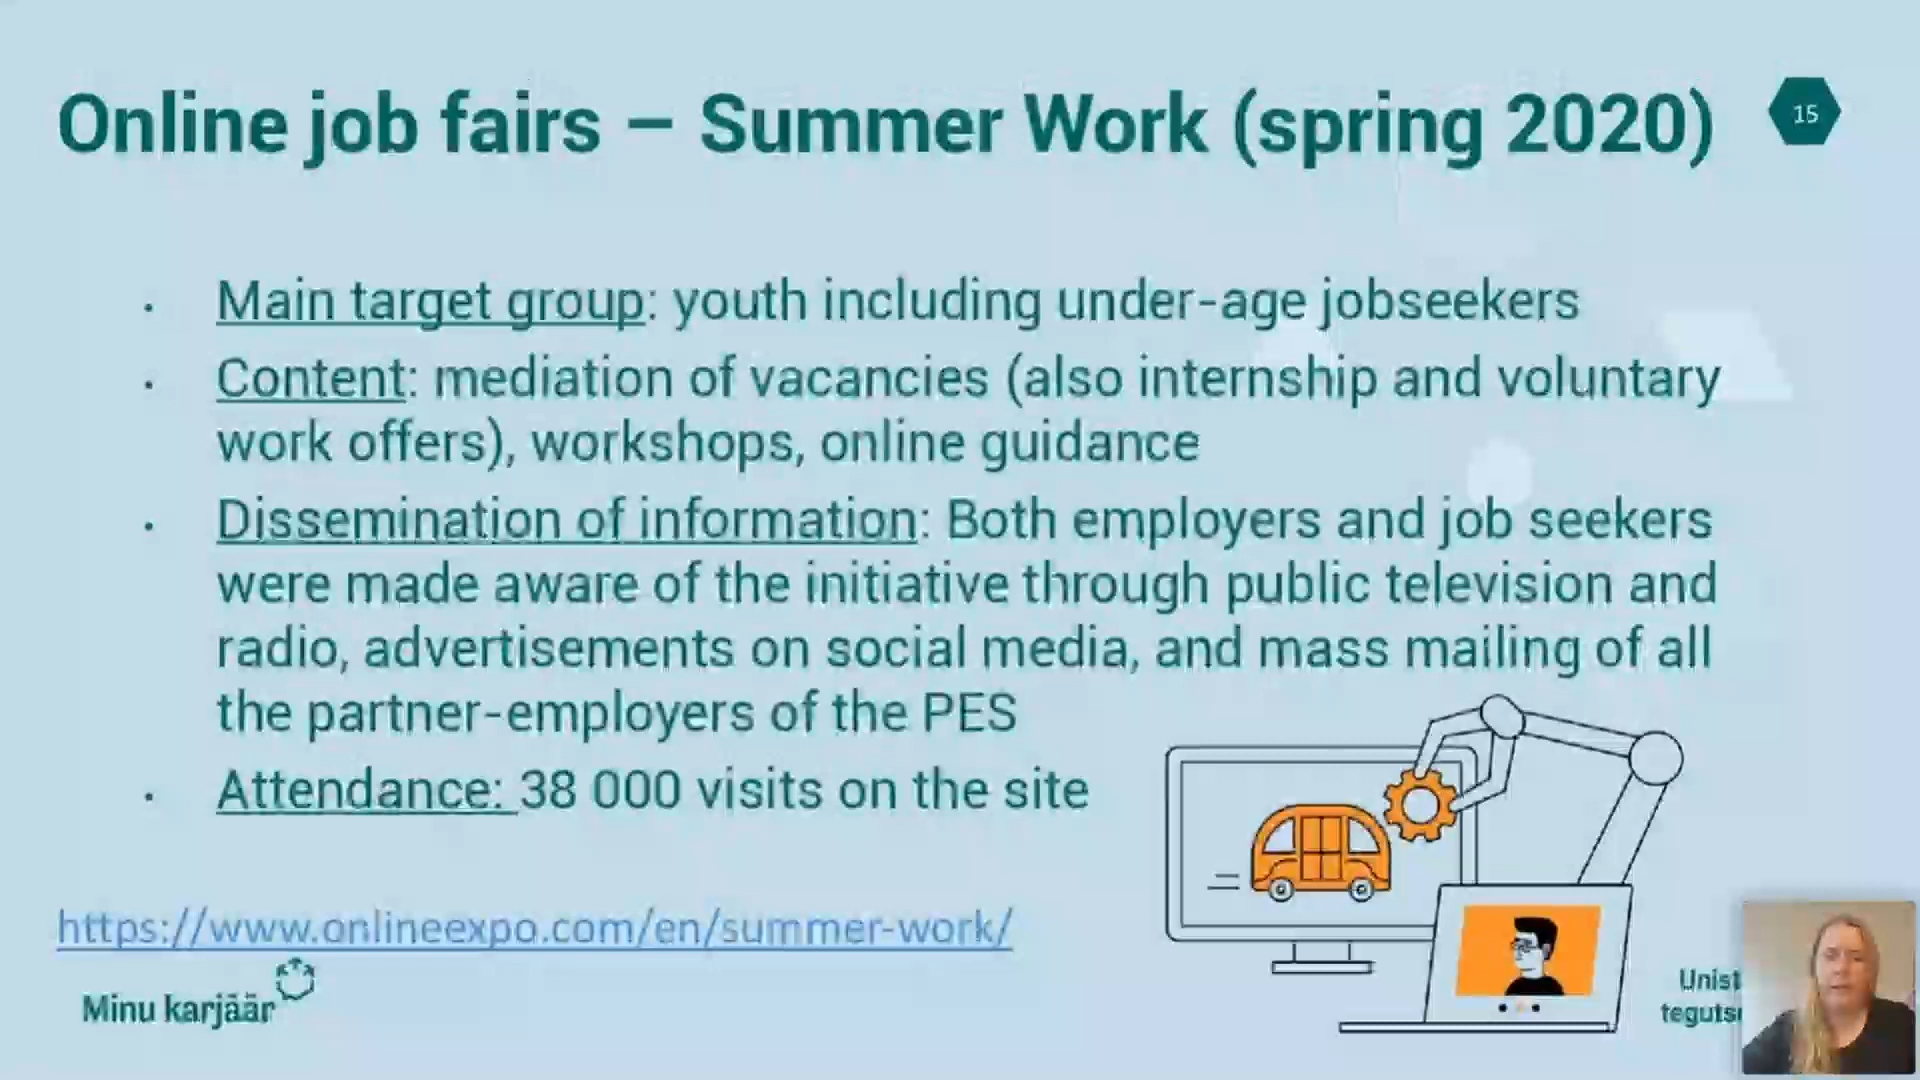 Online job fairs – Summer Work (spring 2020)
15
Main target group: youth including under-age jobseekers
Content: mediation of vacancies (also internship and voluntary
work offers), workshops, online guidance
Dissemination of information: Both employers and job seekers
were made aware of the initiative through public television and
radio, advertisements on social media, and mass mailing of all
the partner-employers of the PES
Attendance: 38 000 visits on the site
https://www.onlineexpo.com/en/summer-work/
Minu karjäär